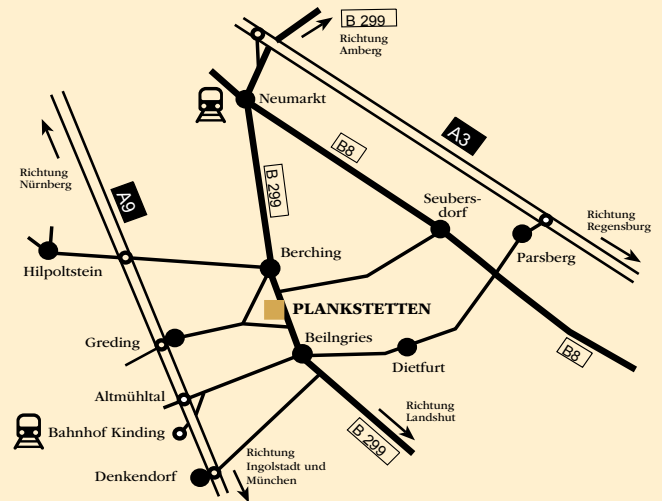 B 299
Richtung
Amberg
Neumarkt
A3
B8
Richtung
Nürnberg
A9
B 299
Seubers-
dorf
Richtung
Regensburg
Parsberg
Berching
Hilpoltstein
PLANKSTETTEN
Beilngries
Greding
Dietfurt
B8
Altmühltal
Richtung
Landshut
Bahnhof Kinding
B 299
Richtung
Ingolstadt und
München
Denkendorf